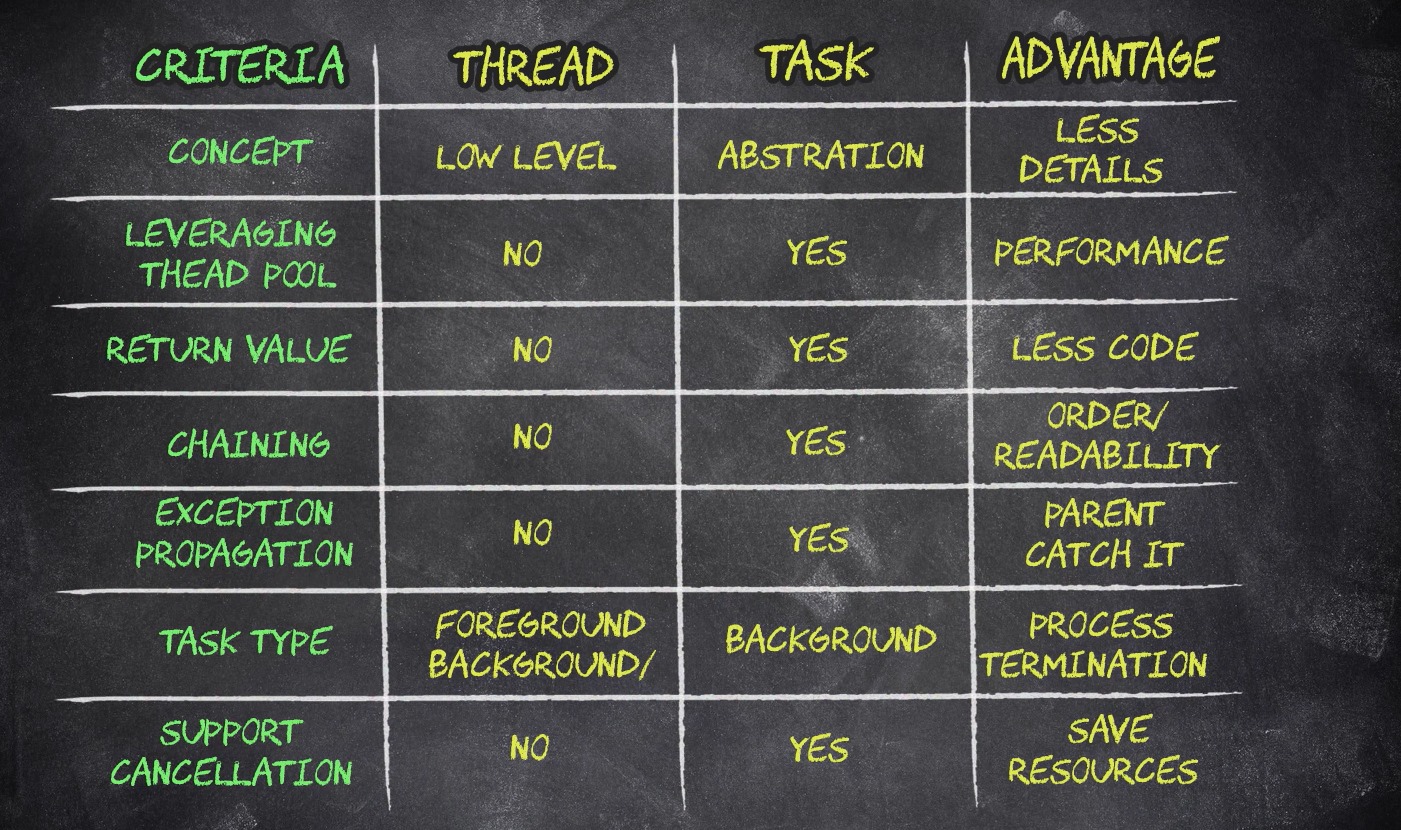 CRITERIA THREAD TASK ADVANTAGE
CONCEPT LOW LEVEL ABSTRATION LESS
DETAILS
LEVERAGING
THEAD POOL NO YES PERFORMANCE
RETURN VALUE NO YES LESS CODE
CHAINING NO YES ORDER/
READABILITY
EXCEPTION
PROPAGATION NO YES PARENT
CATCH IT
TASK TYPE FOREGROUND
BACKGROUND/ BACKGROUND PROCESS
TERMINATION
SUPPORT
CANCELLATION NO YES SAVE
RESOURCES